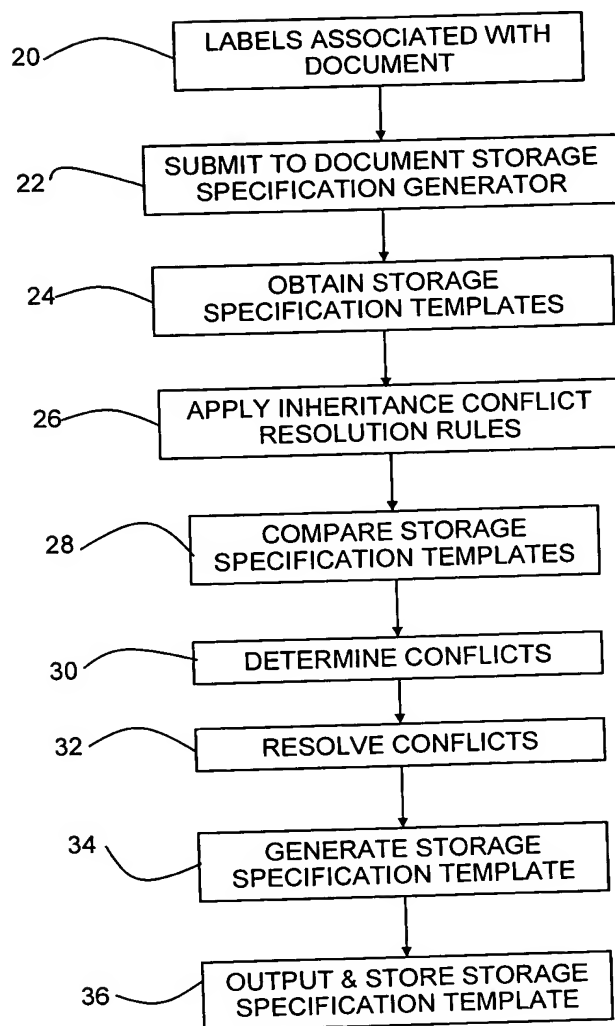 20
LABELS ASSOCIATED WITH
DOCUMENT
22
SUBMIT TO DOCUMENT STORAGE
SPECIFICATION GENERATOR
24
OBTAIN STORAGE
SPECIFICATION TEMPLATES
26
APPLY INHERITANCE CONFLICT
RESOLUTION RULES
28
COMPARE STORAGE
SPECIFICATION TEMPLATES
30
DETERMINE CONFLICTS
32
RESOLVE CONFLICTS
34
GENERATE STORAGE
SPECIFICATION TEMPLATE
36
OUTPUT & STORE STORAGE
SPECIFICATION TEMPLATE